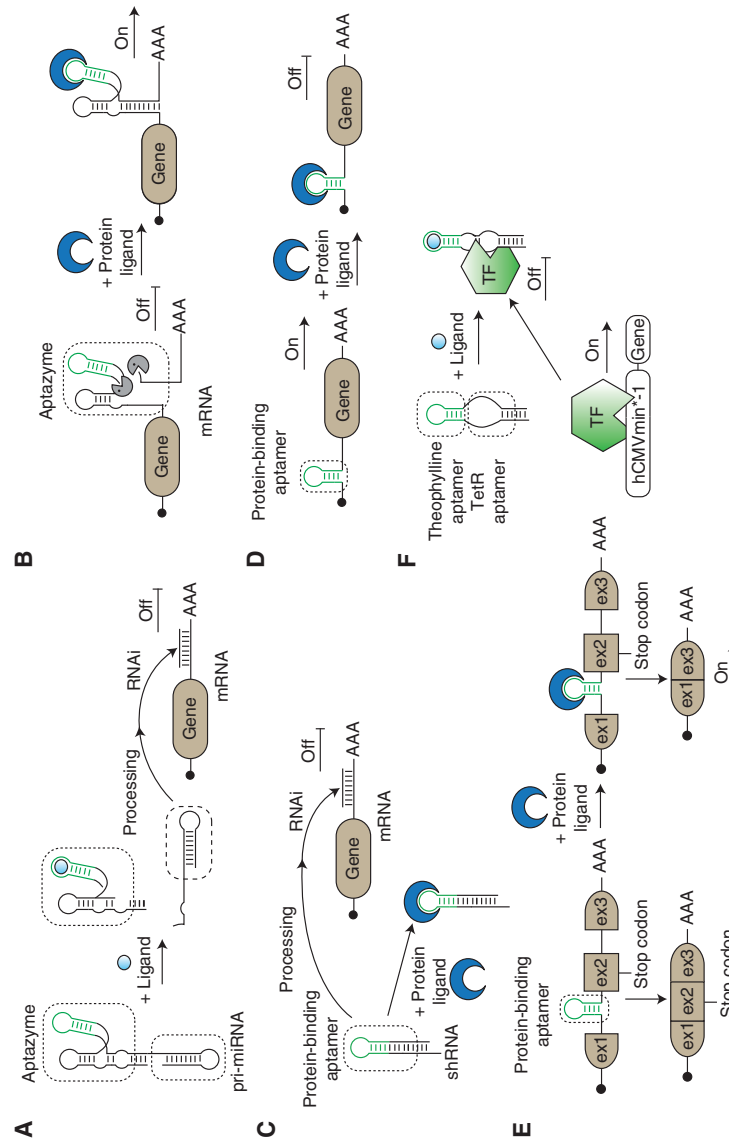 A
Aptazyme
pri-miRNA
+ Ligand
Processing
RNAi
Off
Gene
AAA
mRNA
B
Aptazyme
Gene
mRNA
Off
AAA
+ Protein
ligand
Gene
On
AAA
C
Protein-binding
aptamer
shRNA
Processing
RNAi
+ Protein
ligand
Gene
mRNA
Off
AAA
D
Protein-binding
aptamer
On
Gene
AAA
+ Protein
ligand
Off
Gene
AAA
E
Protein-binding
aptamer
ex1
ex2
ex3
AAA
Stop codon
ex1 ex2 ex3
AAA
Stop codon
+ Protein
ligand
ex1
ex2
ex3
AAA
Stop codon
ex1 ex3
AAA
On
F
Theophylline
aptamer
TetR
aptamer
+ Ligand
TF
Off
TF
On
hCMVmin*-1
Gene